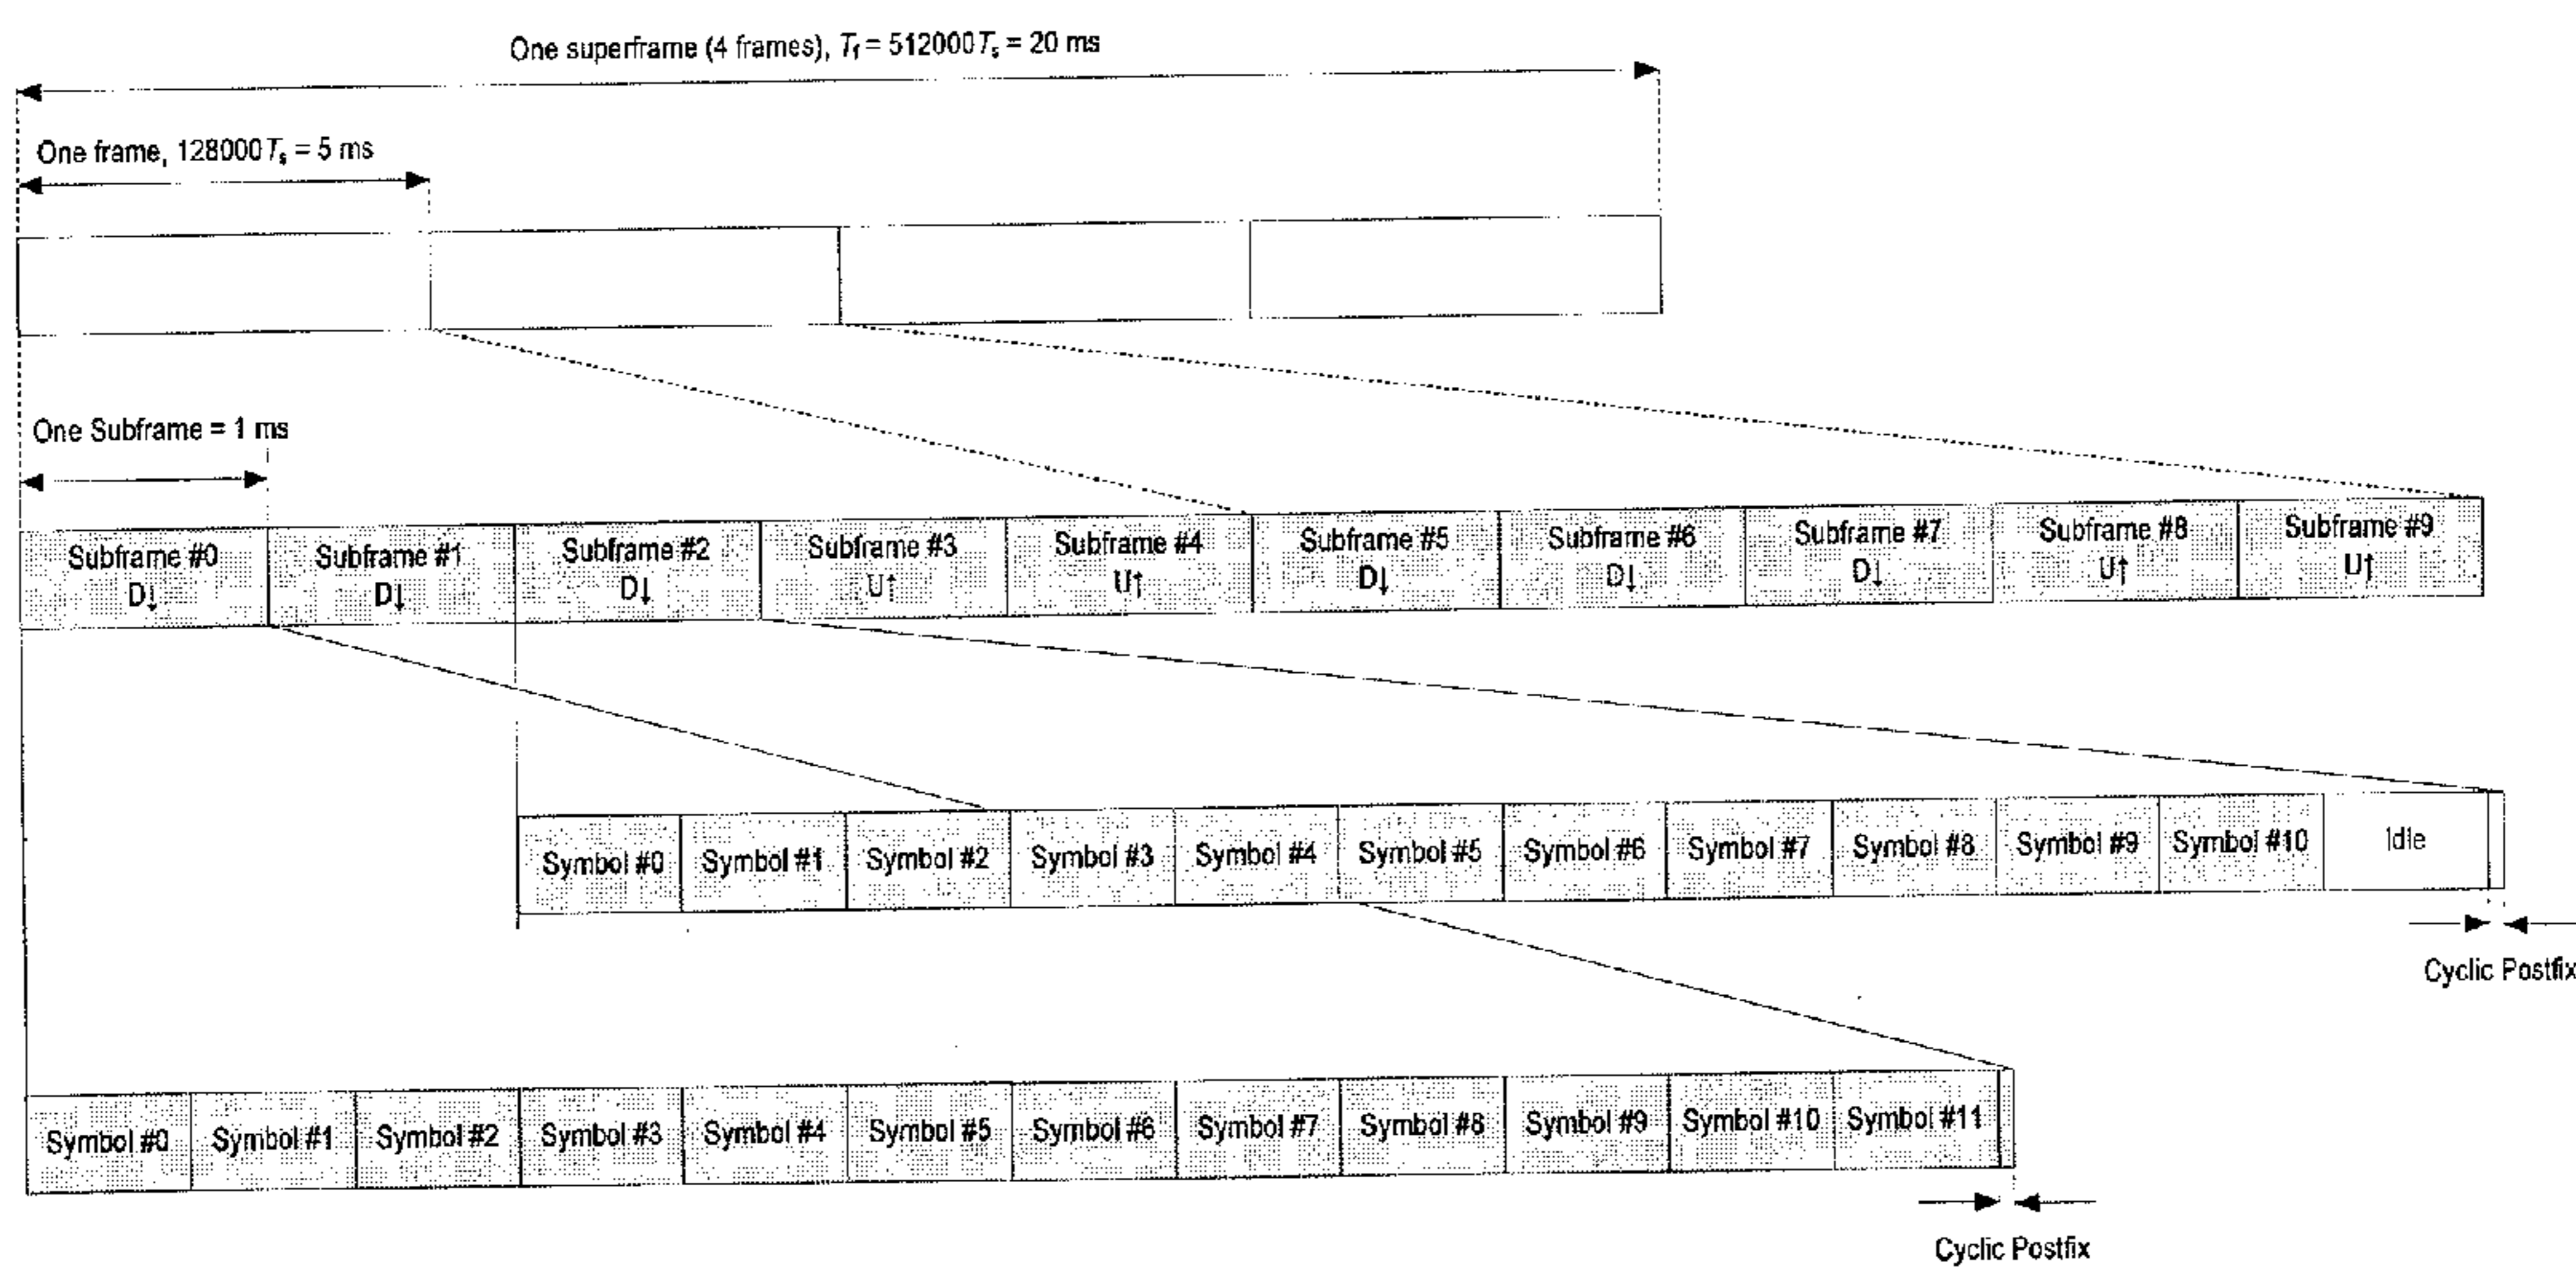 One superframe (4 frames), Tf = 512000Ts = 20 ms
One frame, 128000Ts = 5 ms
One Subframe = 1 ms
Subframe #0 Subframe #1 Subframe #2 Subframe #3 Subframe #4 Subframe #5 Subframe #6 Subframe #7 Subframe #8 Subframe #9
D↓ D↓ D↓ U↑ U↑ D↓ D↓ D↓ U↑ U↑
Symbol #0 Symbol #1 Symbol #2 Symbol #3 Symbol #4 Symbol #5 Symbol #6 Symbol #7 Symbol #8 Symbol #9 Symbol #10 Idle
Cyclic Postfix
Symbol #0 Symbol #1 Symbol #2 Symbol #3 Symbol #4 Symbol #5 Symbol #6 Symbol #7 Symbol #8 Symbol #9 Symbol #10 Symbol #11
Cyclic Postfix